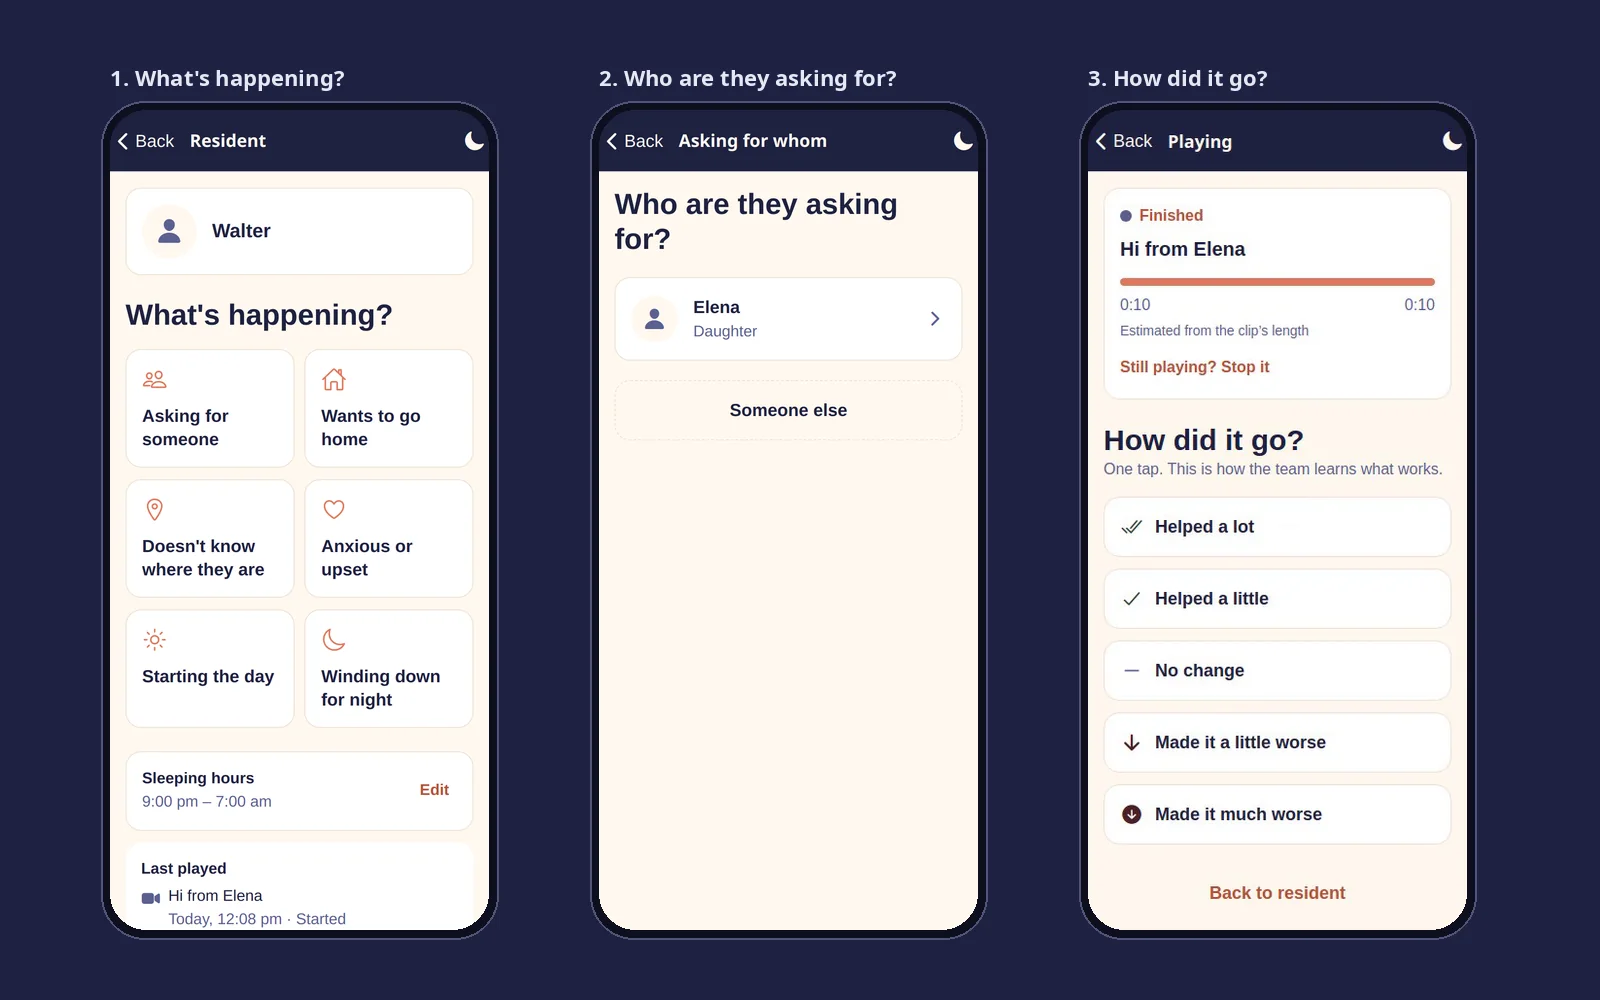 1. What's happening?
Back Resident
Walter
What's happening?
Asking for
someone
Wants to go
home
Doesn't know
where they are
Anxious or
upset
Starting the day
Winding down
for night
Sleeping hours
9:00 pm – 7:00 am
Edit
Last played
Hi from Elena
Today, 12:08 pm · Started
2. Who are they asking for?
Back Asking for whom
Who are they asking
for?
Elena
Daughter
Someone else
3. How did it go?
Back Playing
Finished
Hi from Elena
0:10 0:10
Estimated from the clip’s length
Still playing? Stop it
How did it go?
One tap. This is how the team learns what works.
Helped a lot
Helped a little
No change
Made it a little worse
Made it much worse
Back to resident